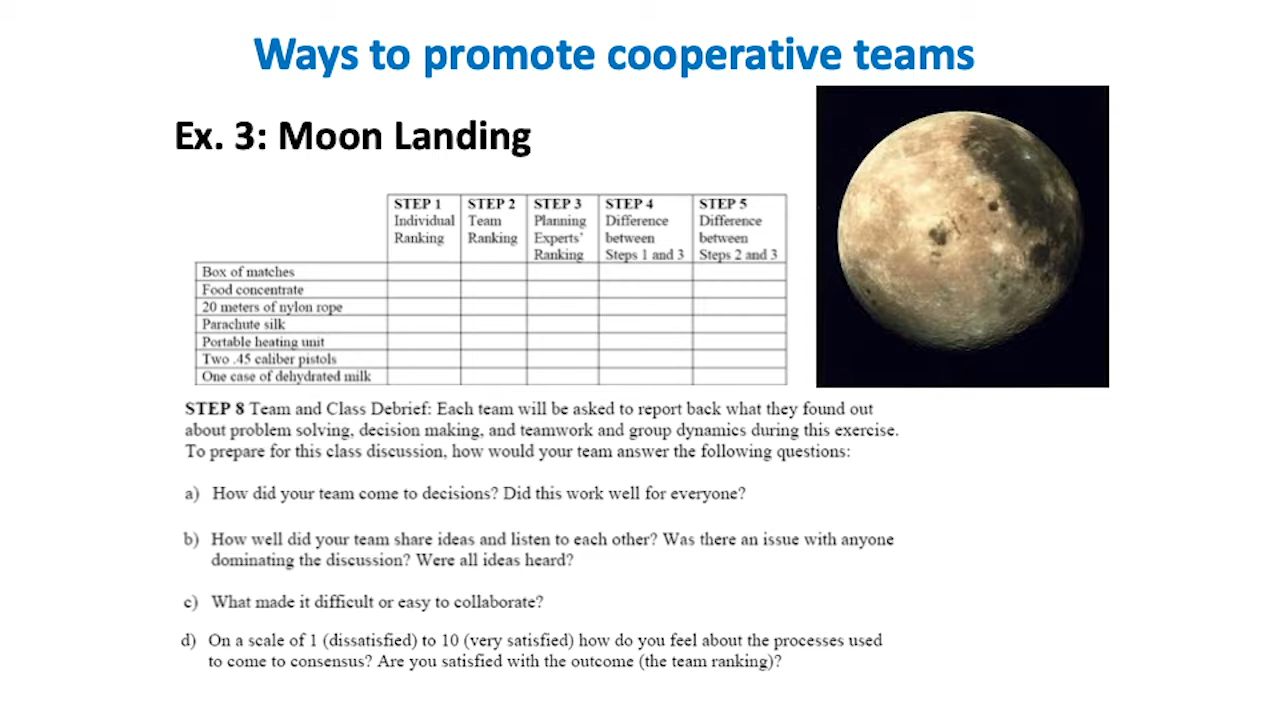 Ways to promote cooperative teams
Ex. 3: Moon Landing
STEP 1 STEP 2 STEP 3 STEP 4 STEP 5
Individual Team Planning Difference Difference
Ranking Ranking Experts' between between
Ranking Steps 1 and 3 Steps 2 and 3
Box of matches
Food concentrate
20 meters of nylon rope
Parachute silk
Portable heating unit
Two .45 caliber pistols
One case of dehydrated milk
STEP 8 Team and Class Debrief: Each team will be asked to report back what they found out
about problem solving, decision making, and teamwork and group dynamics during this exercise.
To prepare for this class discussion, how would your team answer the following questions:
a) How did your team come to decisions? Did this work well for everyone?
b) How well did your team share ideas and listen to each other? Was there an issue with anyone
dominating the discussion? Were all ideas heard?
c) What made it difficult or easy to collaborate?
d) On a scale of 1 (dissatisfied) to 10 (very satisfied) how do you feel about the processes used
to come to consensus? Are you satisfied with the outcome (the team ranking)?